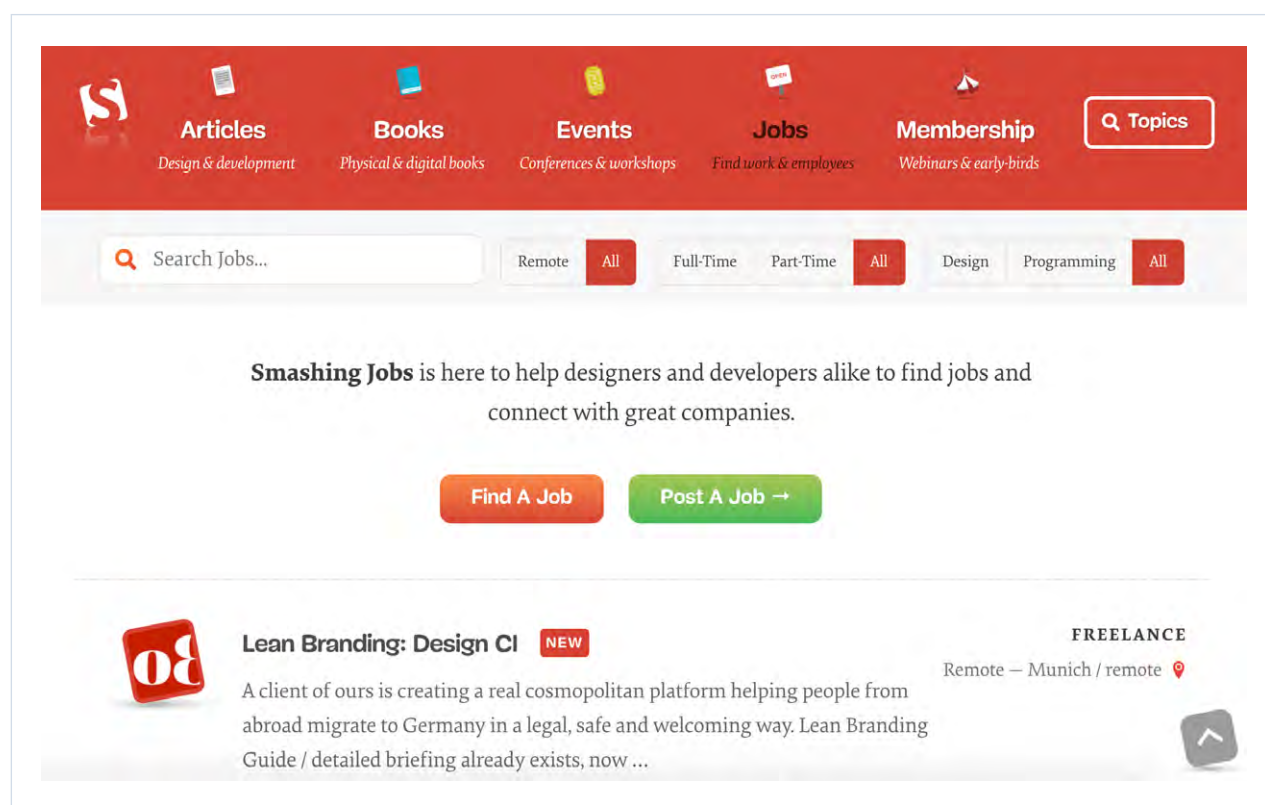 Articles
Design & development
Books
Physical & digital books
Events
Conferences & workshops
OPEN
Jobs
Find work & employees
Membership
Webinars & early-birds
Topics
Search Jobs...
Remote All
Full-Time Part-Time All
Design Programming All
Smashing Jobs is here to help designers and developers alike to find jobs and
connect with great companies.
Find A Job
Post A Job →
Lean Branding: Design CI NEW
A client of ours is creating a real cosmopolitan platform helping people from
abroad migrate to Germany in a legal, safe and welcoming way. Lean Branding
Guide / detailed briefing already exists, now ...
FREELANCE
Remote — Munich / remote